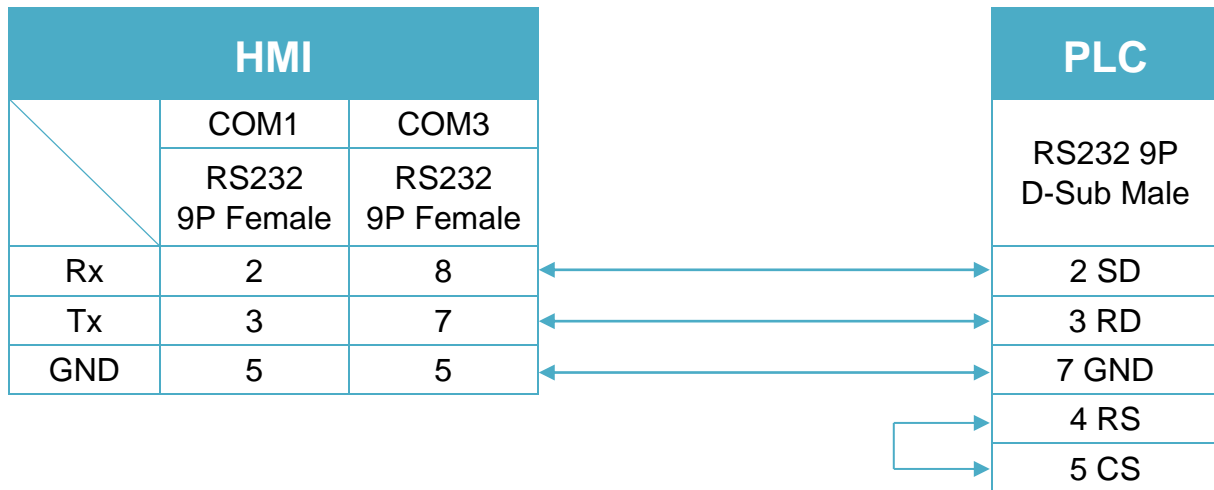 HMI PLC
COM1 COM3
RS232 9P
D-Sub Male
RS232 RS232
9P Female 9P Female
Rx 2 8 2 SD
Tx 3 7 3 RD
GND 5 5 7 GND
4 RS
5 CS